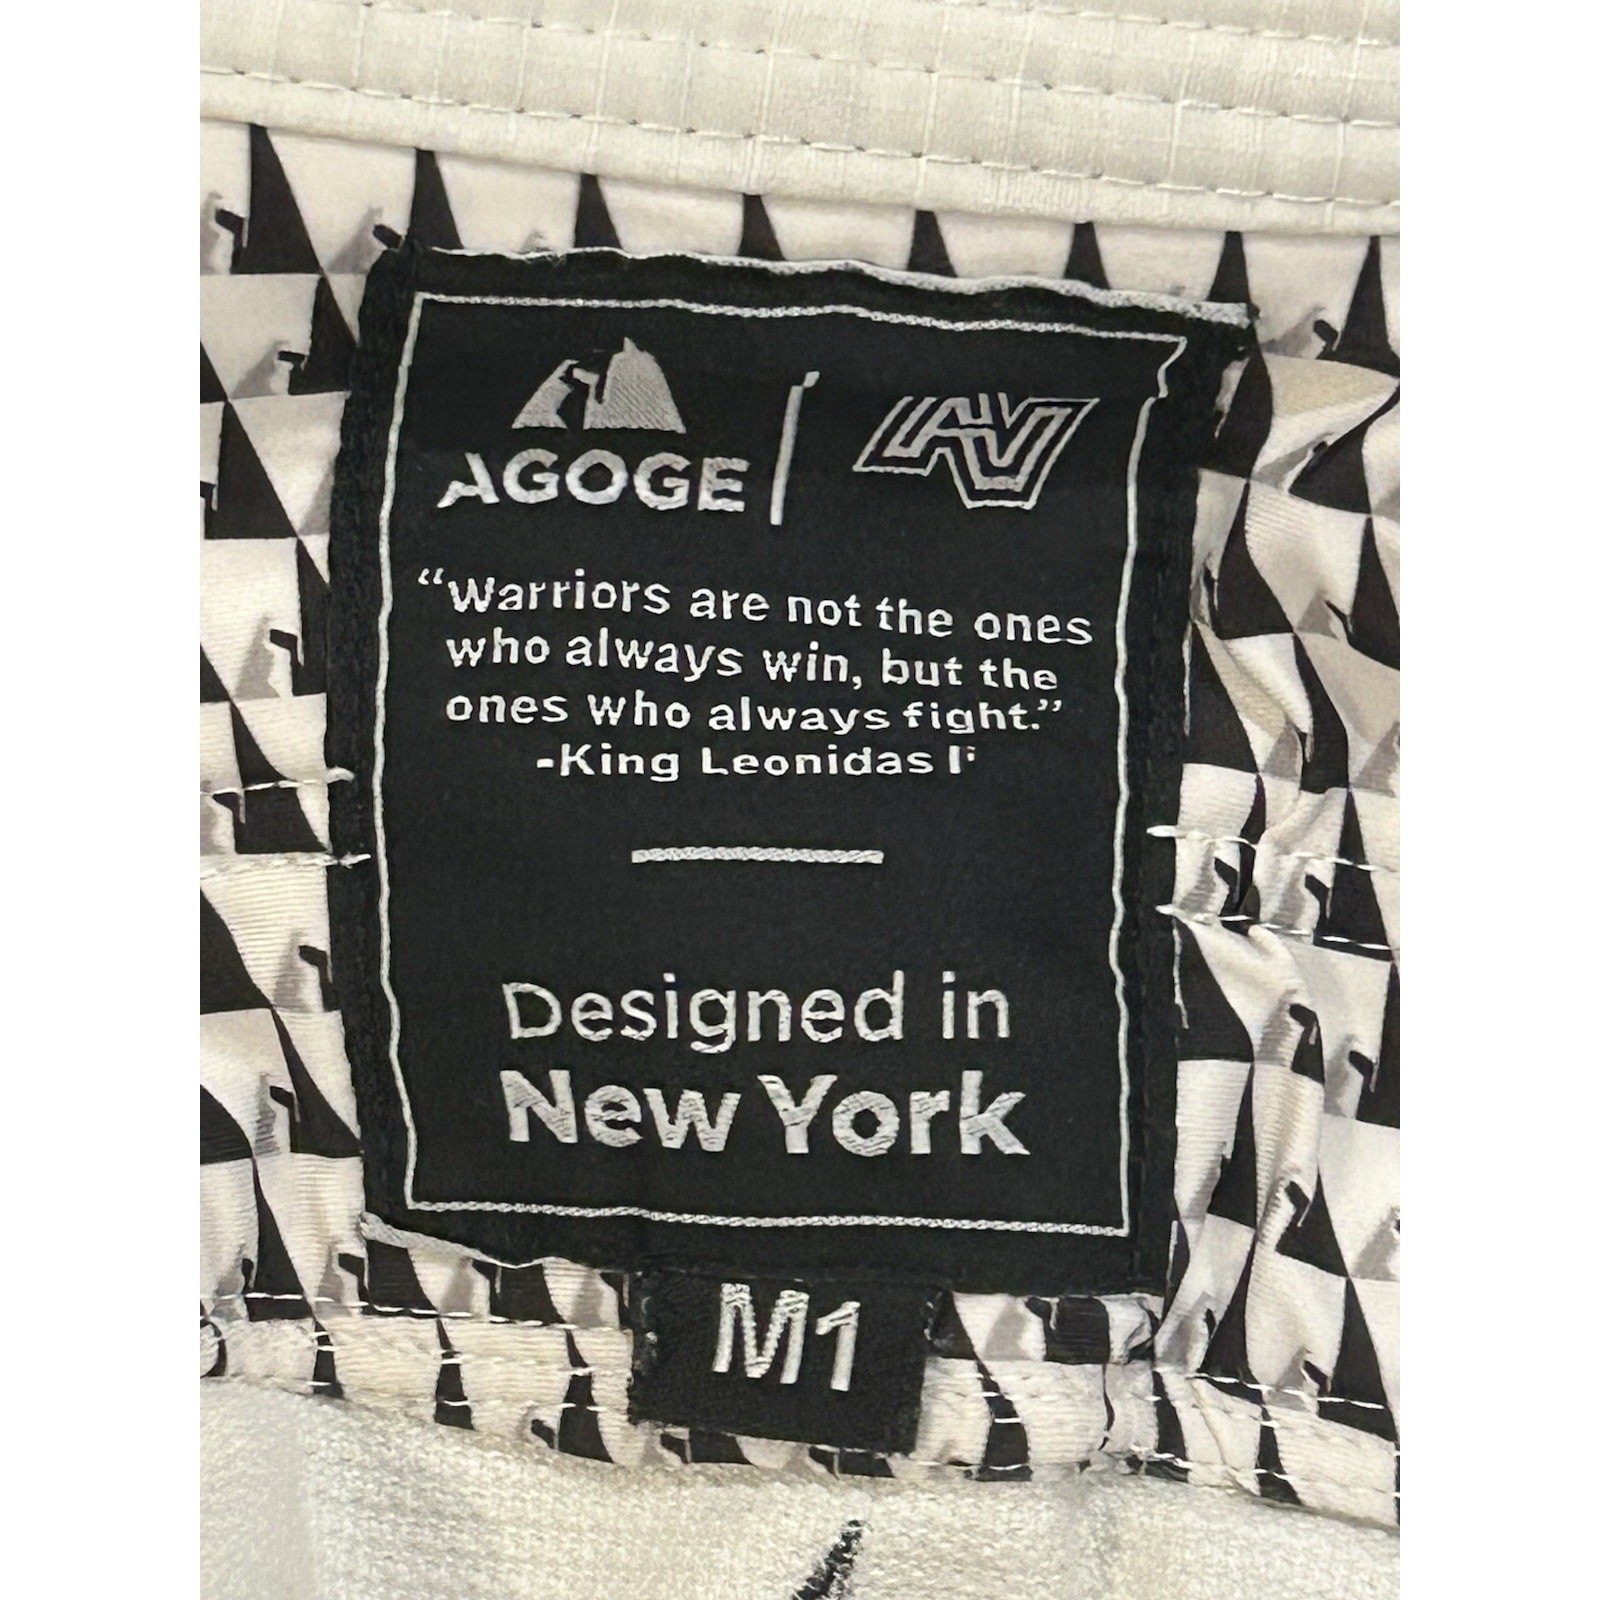 AGOGE | AV
“Warriors are not the ones
who always win, but the
ones who always fight.”
-King Leonidas I
Designed in
New York
M1